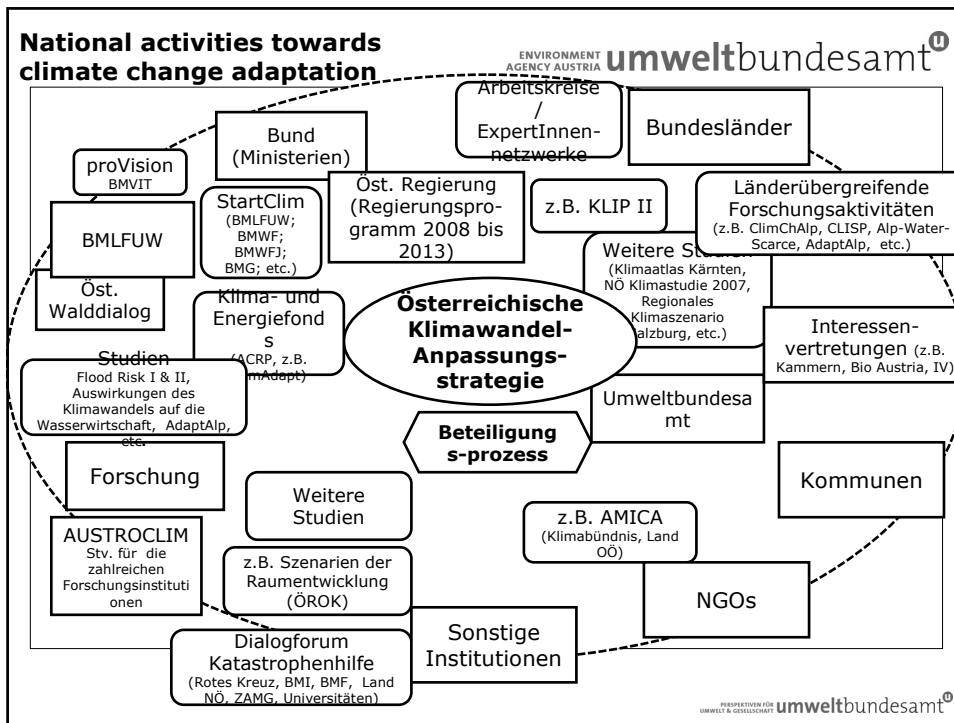 National activities towards
climate change adaptation
ENVIRONMENT
AGENCY AUSTRIA umweltbundesamt
u
Arbeitskreise
/
ExpertInnen-
netzwerke
Bundesländer
Bund
(Ministerien)
proVision
BMVIT
StartClim
(BMLFUW;
BMWF;
BMWFJ;
BMG; etc.)
Öst. Regierung
(Regierungspro-
gramm 2008 bis
2013)
z.B. KLIP II
Länderübergreifende
Forschungsaktivitäten
(z.B. ClimChAlp, CLISP, Alp-Water-
Scarce, AdaptAlp, etc.)
BMLFUW
Öst.
Walddialog
Weitere Studien
(Klimaatlas Kärnten,
NÖ Klimastudie 2007,
Regionales
Klimaszenario
Salzburg, etc.)
Klima- und
Energiefond
s
(ACRP, z.B.
mAdapt)
Österreichische
Klimawandel-
Anpassungs-
strategie
Interessen-
vertretungen (z.B.
Kammern, Bio Austria, IV)
Studien
Flood Risk I & II,
Auswirkungen des
Klimawandels auf die
Wasserwirtschaft, AdaptAlp,
etc.
Umweltbundesa
mt
Beteiligung
s-prozess
Forschung
Kommunen
Weitere
Studien
AUSTROCLIM
Stv. für die
zahlreichen
Forschungsinstituti
onen
z.B. AMICA
(Klimabündnis, Land
OÖ)
z.B. Szenarien der
Raumentwicklung
(ÖROK)
NGOs
Sonstige
Institutionen
Dialogforum
Katastrophenhilfe
(Rotes Kreuz, BMI, BMF, Land
NÖ, ZAMG, Universitäten)
PERSPEKTIVEN FÜR
UMWELT & GESELLSCHAFT umweltbundesamt
u